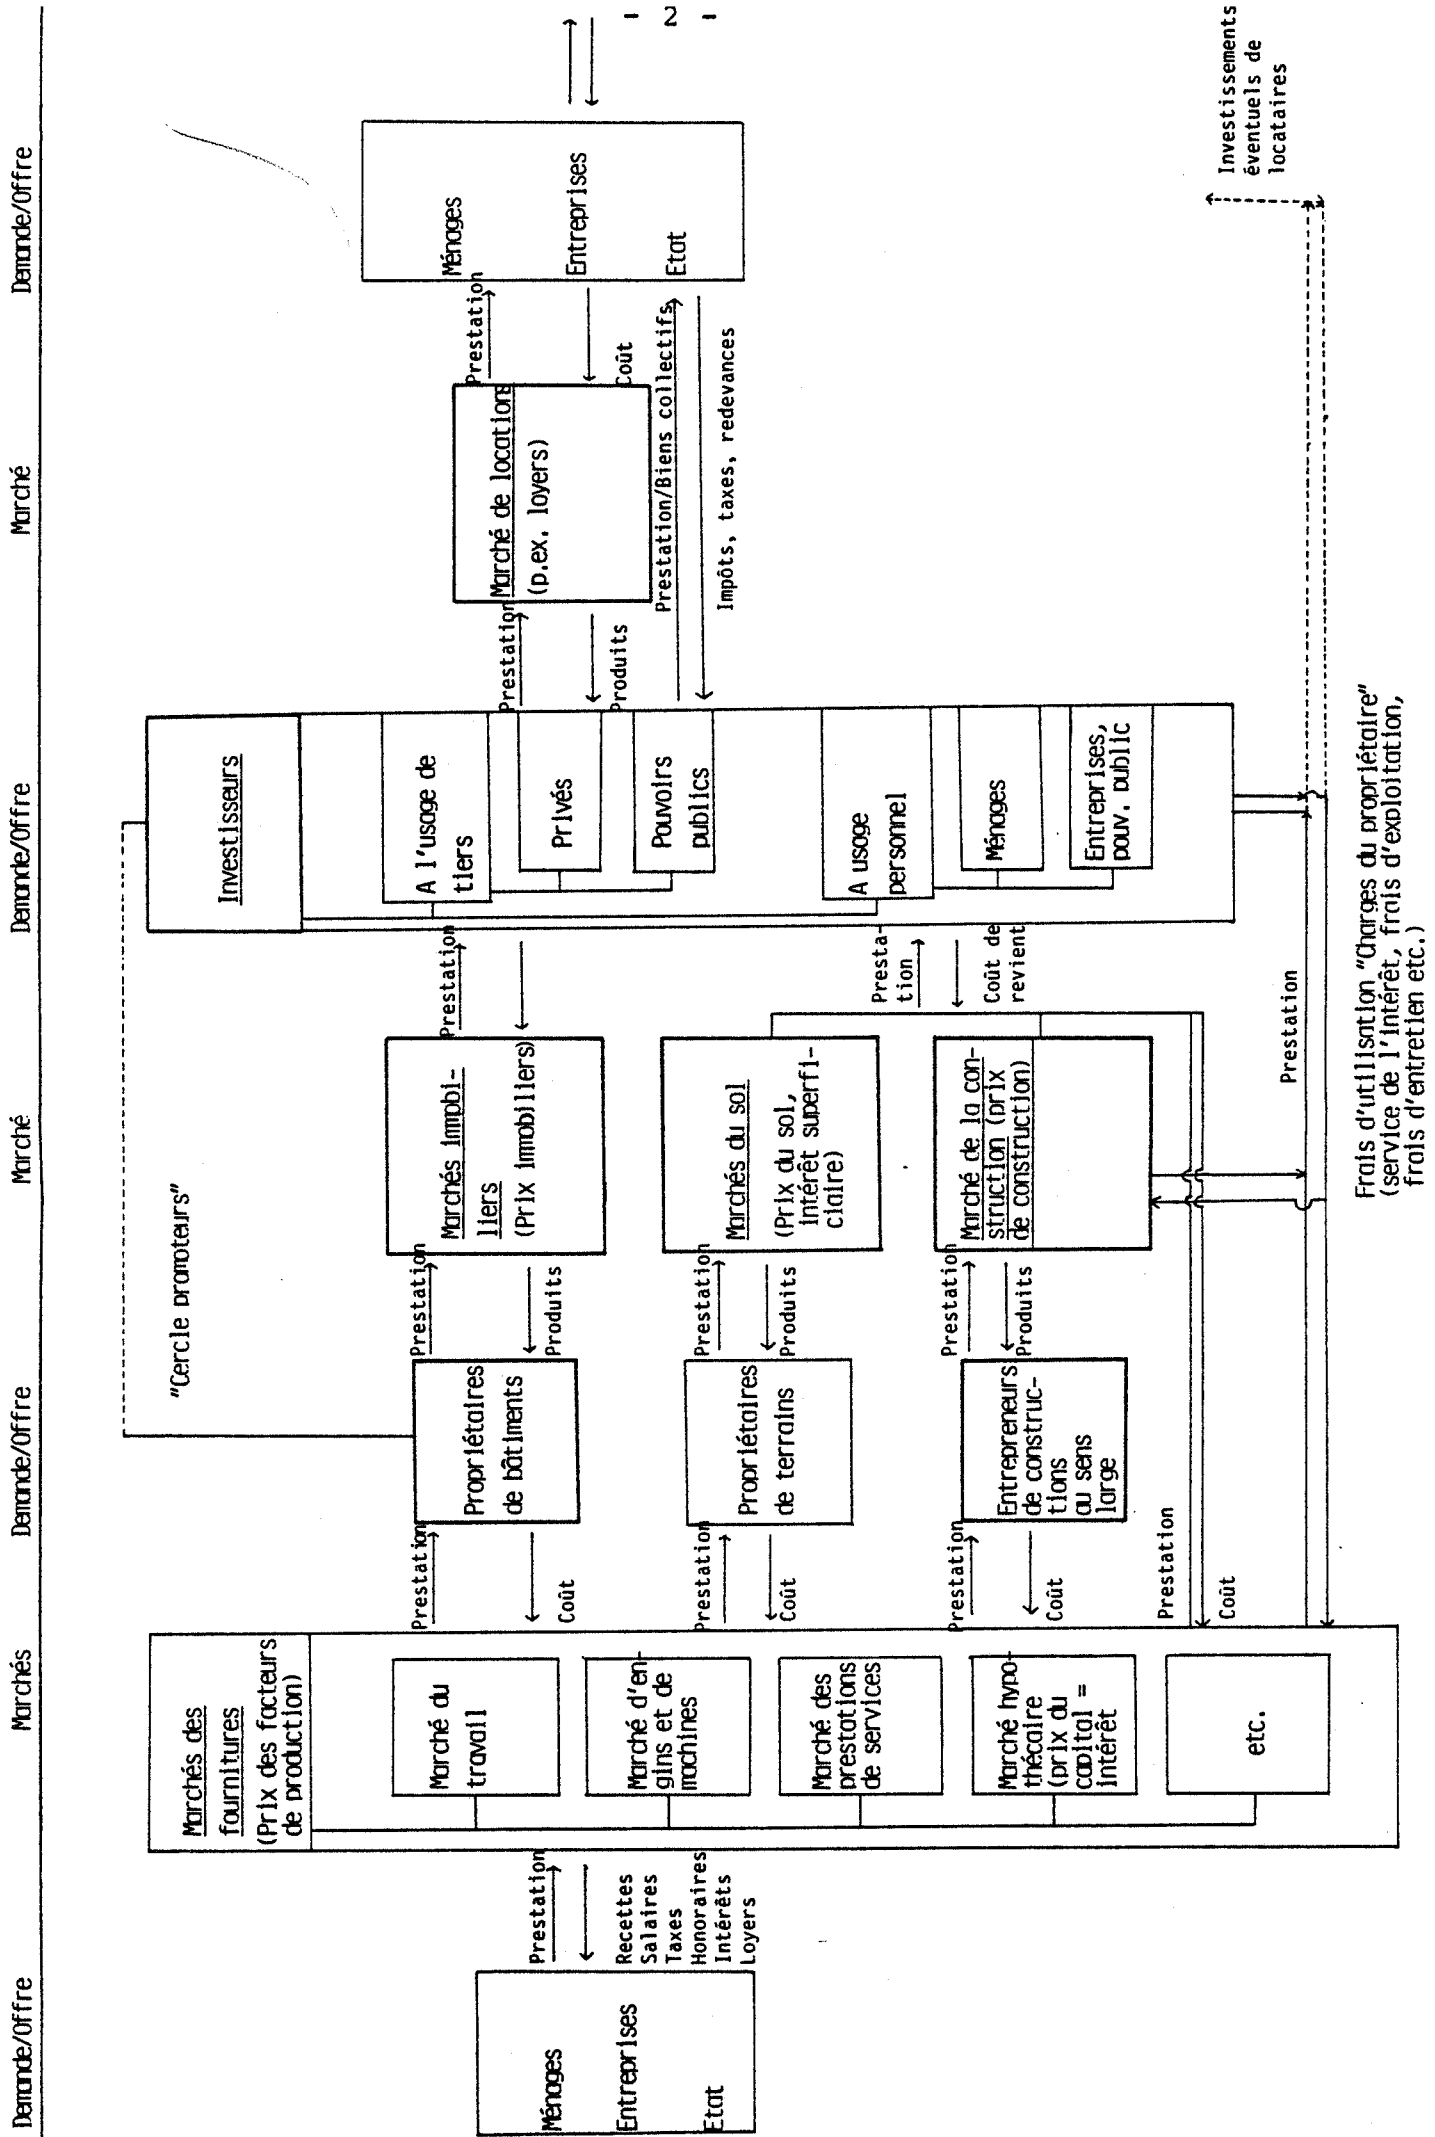 - 2 -
Demande/Offre
Marchés
Demande/Offre
Marché
Demande/Offre
Marché
Demande/Offre
Ménages
Entreprises
Etat
Prestation
Recettes
Salaires
Taxes
Honoraires
Intérêts
Loyers
Marchés des
fournitures
(Prix des facteurs
de production)
Marché du
travail
Marché d'en-
gins et de
machines
Marché des
prestations
de services
Marché hypo-
thécaire
(prix du
capital =
intérêt
etc.
Prestation
Coût
Prestation
Coût
Prestation
Coût
Prestation
Coût
"Cercle promoteurs"
Propriétaires
de bâtiments
Propriétaires
de terrains
Entrepreneurs
de construc-
tions
au sens
large
Prestation
Produits
Prestation
Produits
Prestation
Produits
Marchés immobi-
liers
(Prix immobiliers)
Marchés du sol
(Prix du sol,
intérêt superfi-
ciaire)
Marché de la con-
struction (prix
de construction)
Prestation
Presta-
tion
Coût de
revient
Prestation
Investisseurs
A l'usage de
tiers
Privés
Pouvoirs
publics
A usage
personnel
Ménages
Entreprises,
pouv. public
Prestation
Produits
Prestation/Biens collectifs
Impôts, taxes, redevances
Marché de locations
(p.ex. loyers)
Prestation
Coût
Ménages
Entreprises
Etat
Investissements
éventuels de
locataires
Frais d'utilisation "Charges du propriétaire"
(service de l'intérêt, frais d'exploitation,
frais d'entretien etc.)